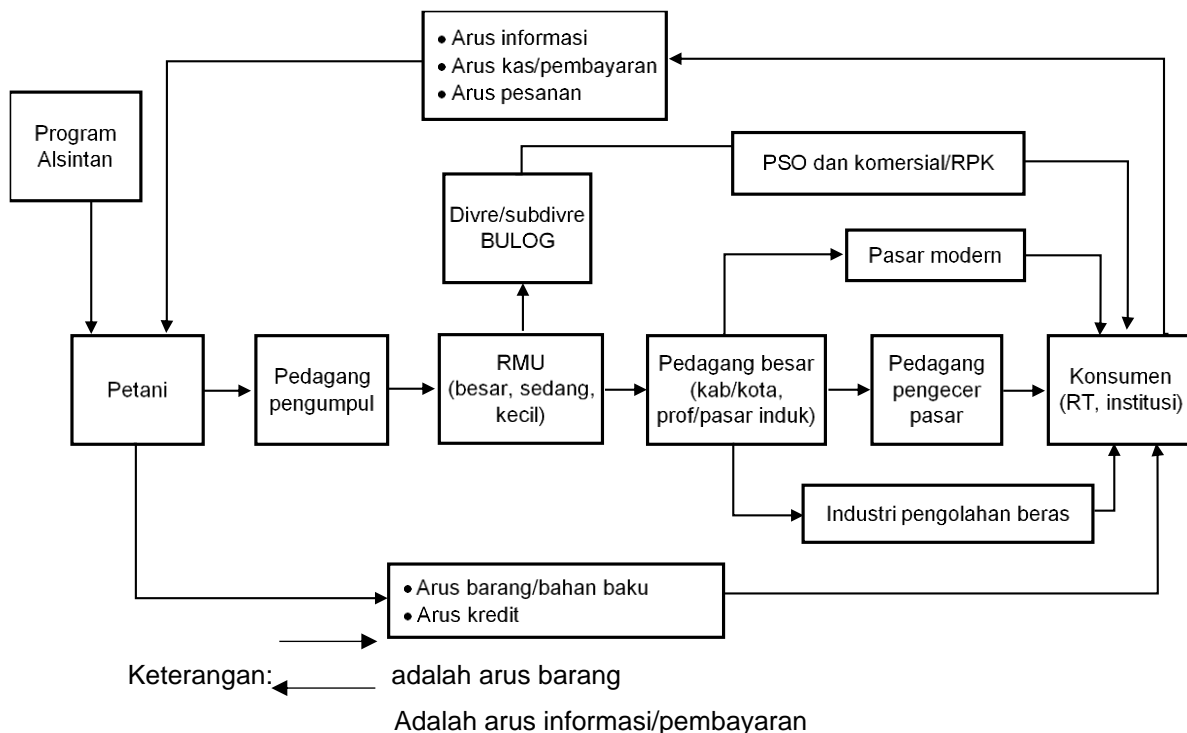 • Arus informasi
• Arus kas/pembayaran
• Arus pesanan
Program
Alsintan
PSO dan komersial/RPK
Divre/subdivre
BULOG
Pasar modern
Petani
Pedagang
pengumpul
RMU
(besar, sedang,
kecil)
Pedagang besar
(kab/kota,
prof/pasar induk)
Pedagang
pengecer
pasar
Konsumen
(RT, institusi)
Industri pengolahan beras
• Arus barang/bahan baku
• Arus kredit
Keterangan: adalah arus barang
Adalah arus informasi/pembayaran